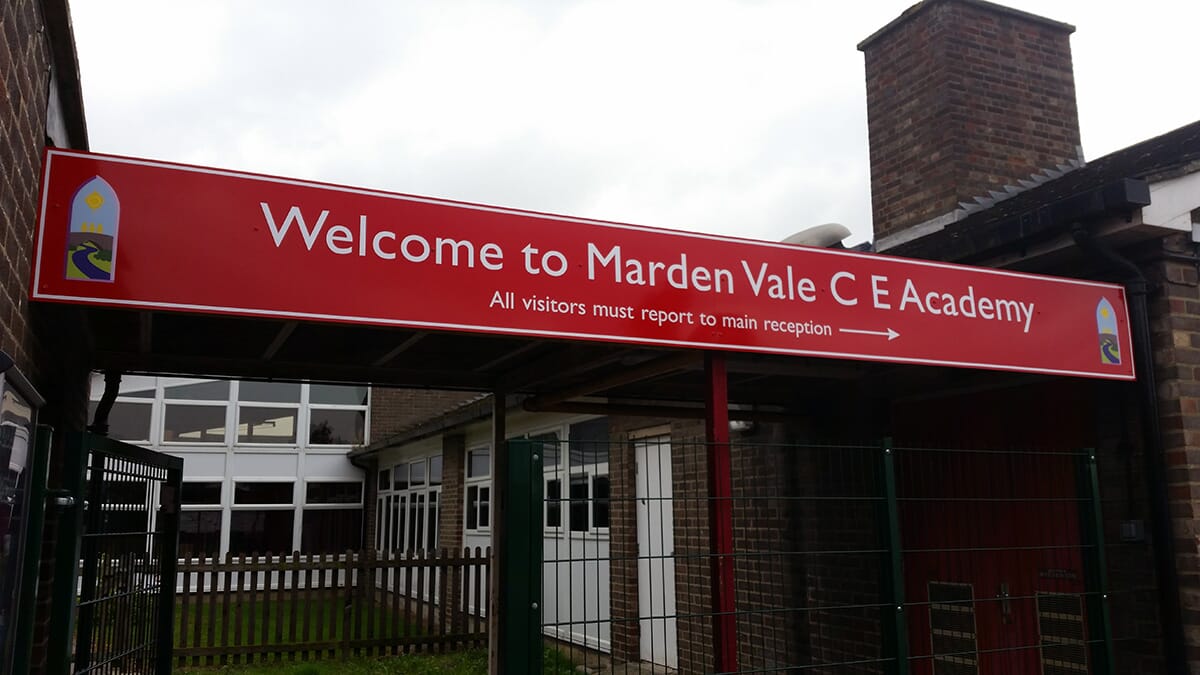 Welcome to Marden Vale C E Academy
All visitors must report to main reception